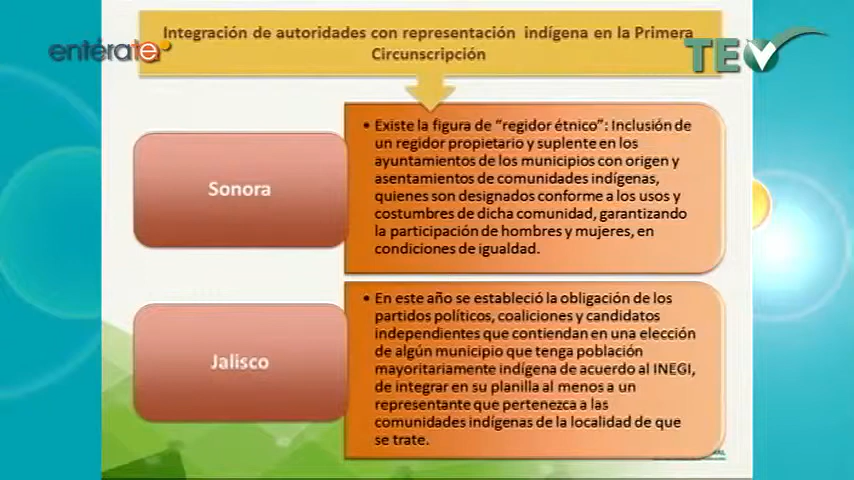 Integración de autoridades con representación indígena en la Primera
Circunscripción
entérate
TEV
• Existe la figura de “regidor étnico”: Inclusión de
un regidor propietario y suplente en los
ayuntamientos de los municipios con origen y
asentamientos de comunidades indígenas,
quienes son designados conforme a los usos y
costumbres de dicha comunidad, garantizando
la participación de hombres y mujeres, en
condiciones de igualdad.
Sonora
• En este año se estableció la obligación de los
partidos políticos, coaliciones y candidatos
independientes que contiendan en una elección
de algún municipio que tenga población
mayoritariamente indígena de acuerdo al INEGI,
de integrar en su planilla al menos a un
representante que pertenezca a las
comunidades indígenas de la localidad de que
se trate.
Jalisco